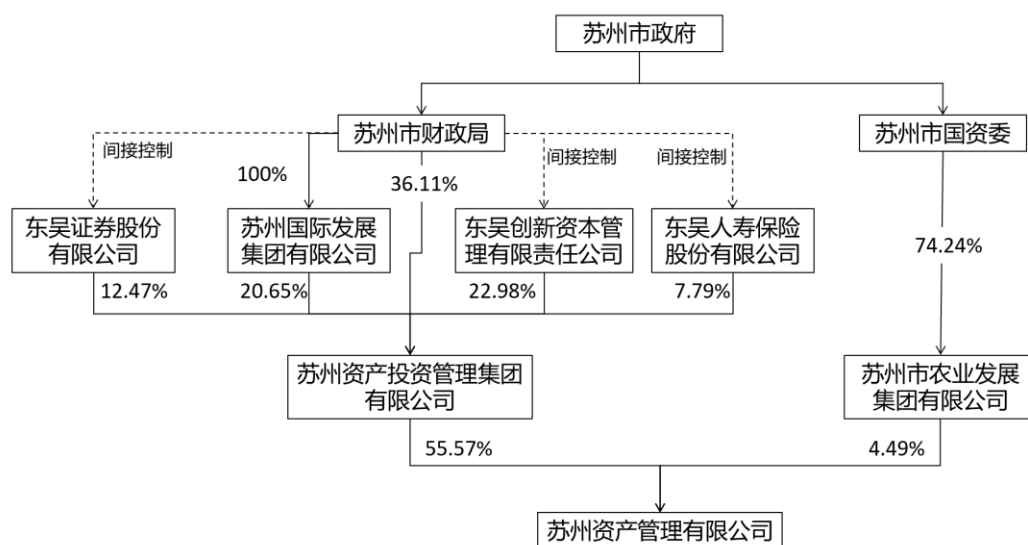 苏州市政府
苏州市财政局
苏州市国资委
间接控制
间接控制
间接控制
100%
36.11%
东吴证券股份
有限公司
苏州国际发展
集团有限公司
东吴创新资本管
理有限责任公司
东吴人寿保险
股份有限公司
74.24%
12.47%
20.65%
22.98%
7.79%
苏州资产投资管理集团
有限公司
苏州市农业发展
集团有限公司
55.57%
4.49%
苏州资产管理有限公司